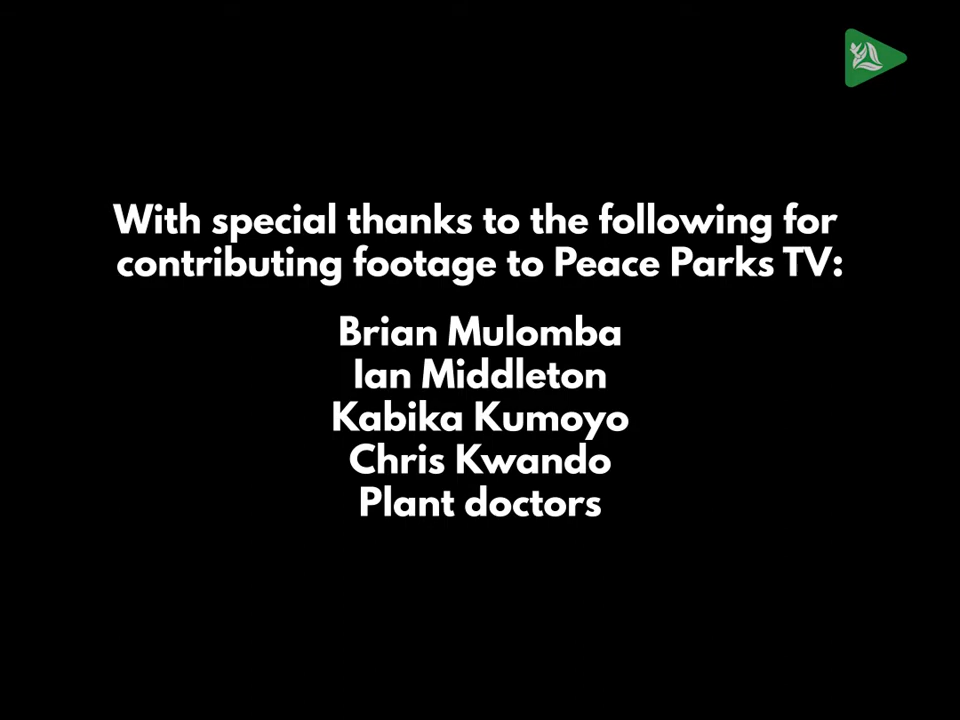 With special thanks to the following for
contributing footage to Peace Parks TV:
Brian Mulomba
Ian Middleton
Kabika Kumoyo
Chris Kwando
Plant doctors